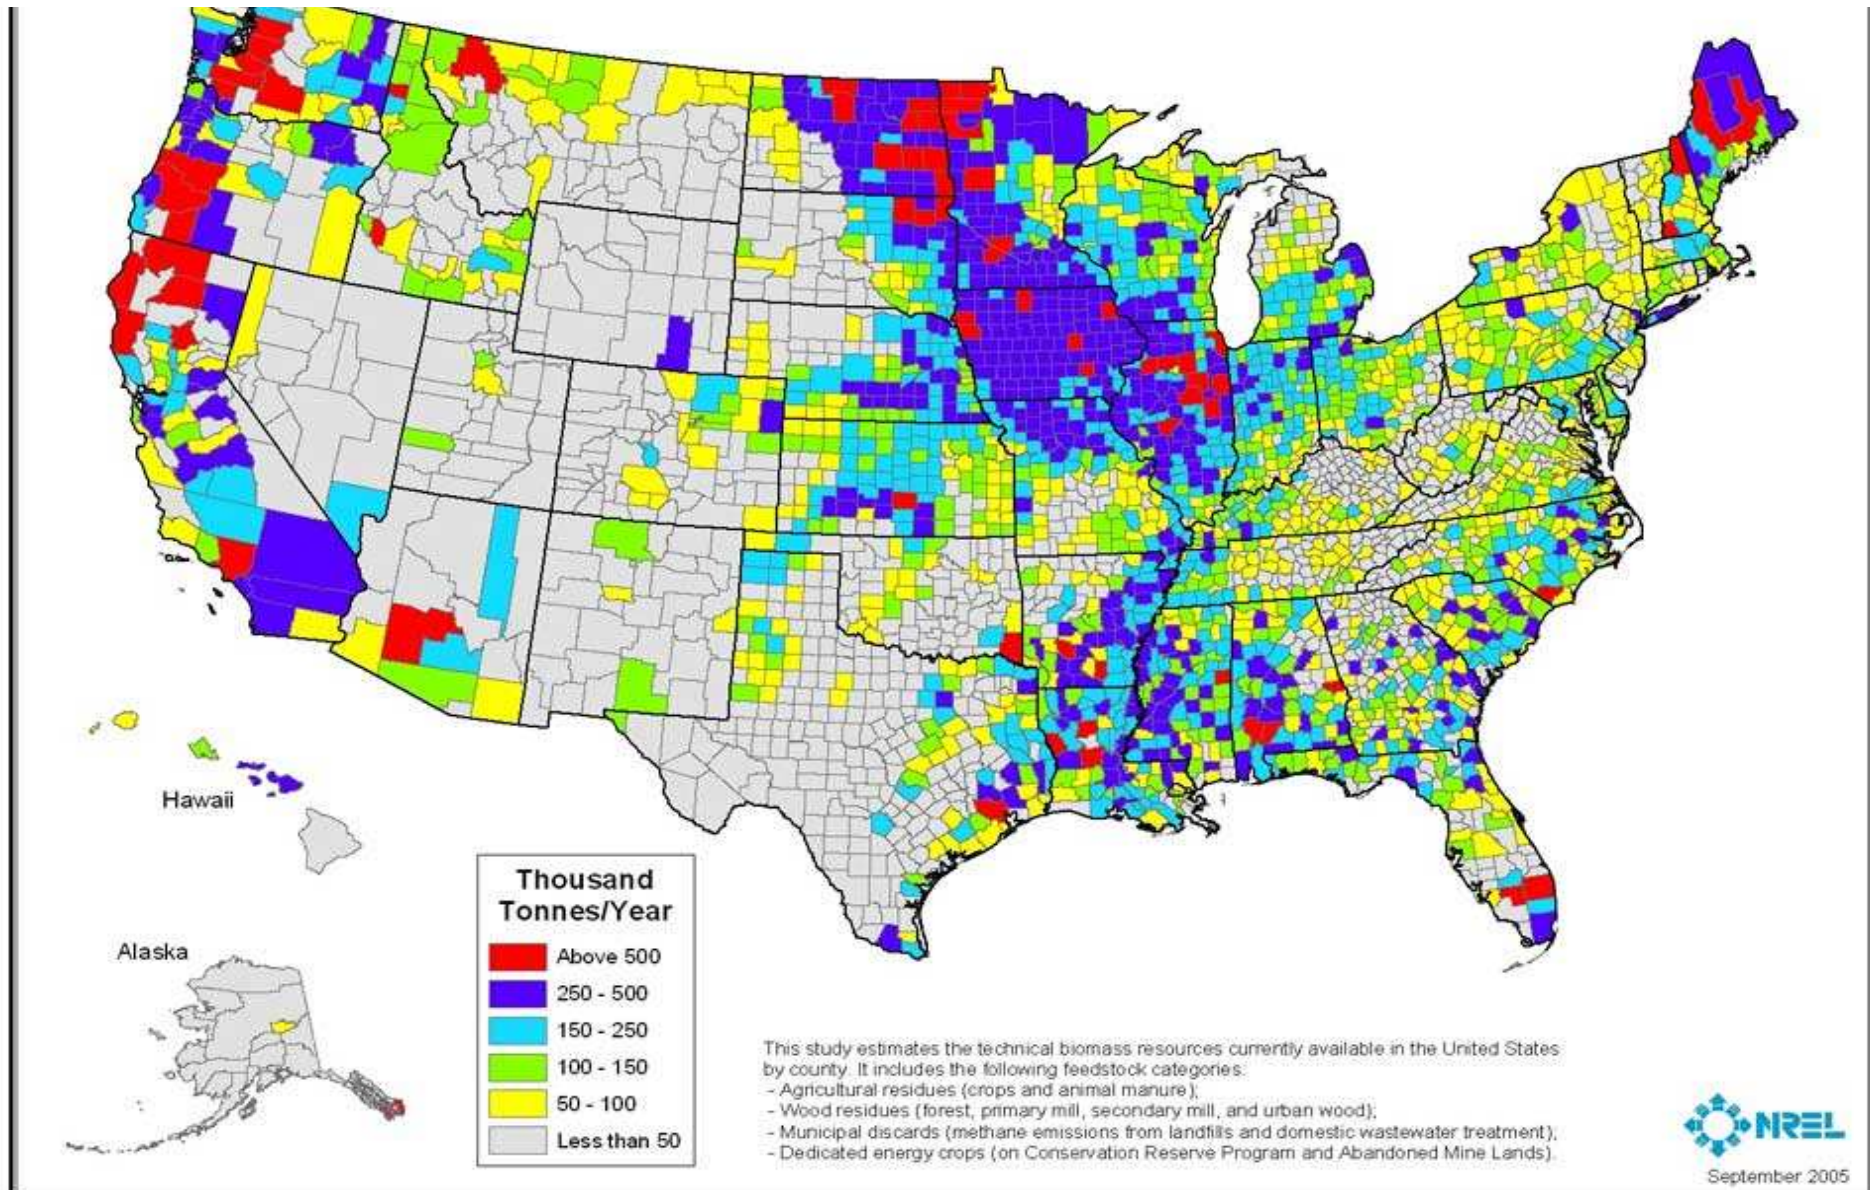 Hawaii
Alaska
Thousand
Tonnes/Year
Above 500
250 - 500
150 - 250
100 - 150
50 - 100
Less than 50
This study estimates the technical biomass resources currently available in the United States
by county. It includes the following feedstock categories:
- Agricultural residues (crops and animal manure);
- Wood residues (forest, primary mill, secondary mill, and urban wood);
- Municipal discards (methane emissions from landfills and domestic wastewater treatment);
- Dedicated energy crops (on Conservation Reserve Program and Abandoned Mine Lands).
NREL
September 2005